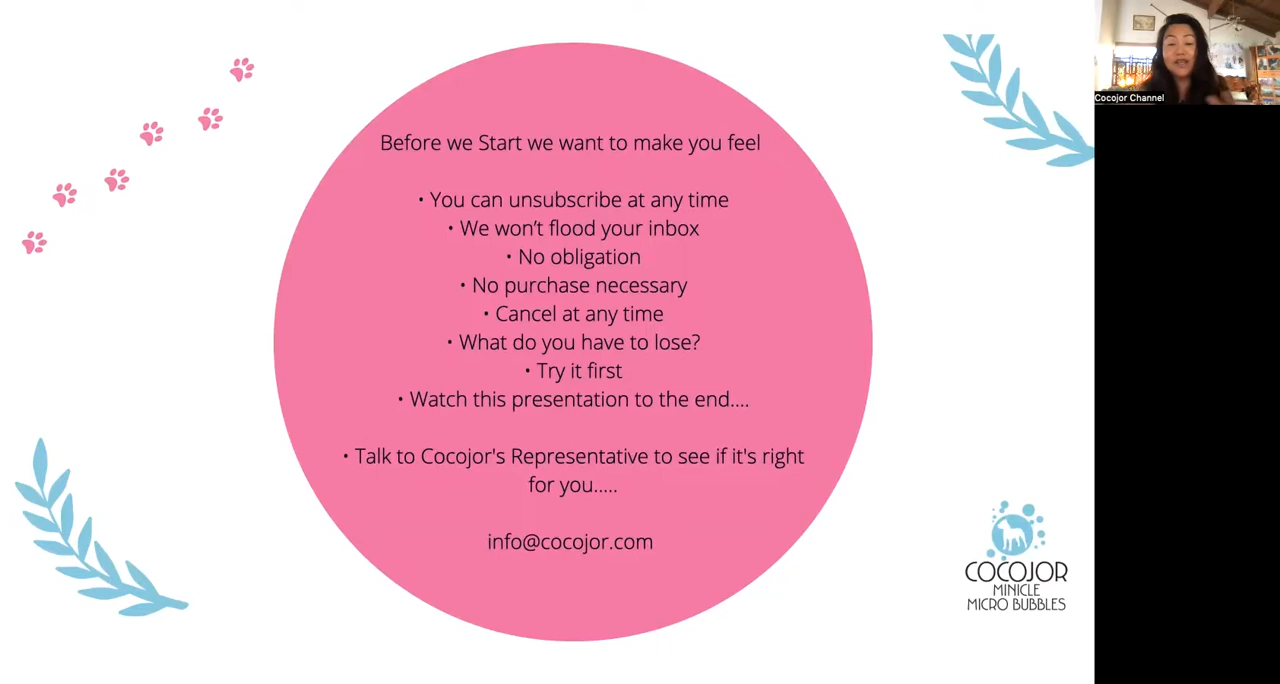 Before we Start we want to make you feel
• You can unsubscribe at any time
• We won’t flood your inbox
• No obligation
• No purchase necessary
• Cancel at any time
• What do you have to lose?
• Try it first
• Watch this presentation to the end....
• Talk to Cocojor's Representative to see if it's right
for you.....
info@cocojor.com
COCOJOR
MINICLE
MICRO BUBBLES
Cocojor Channel